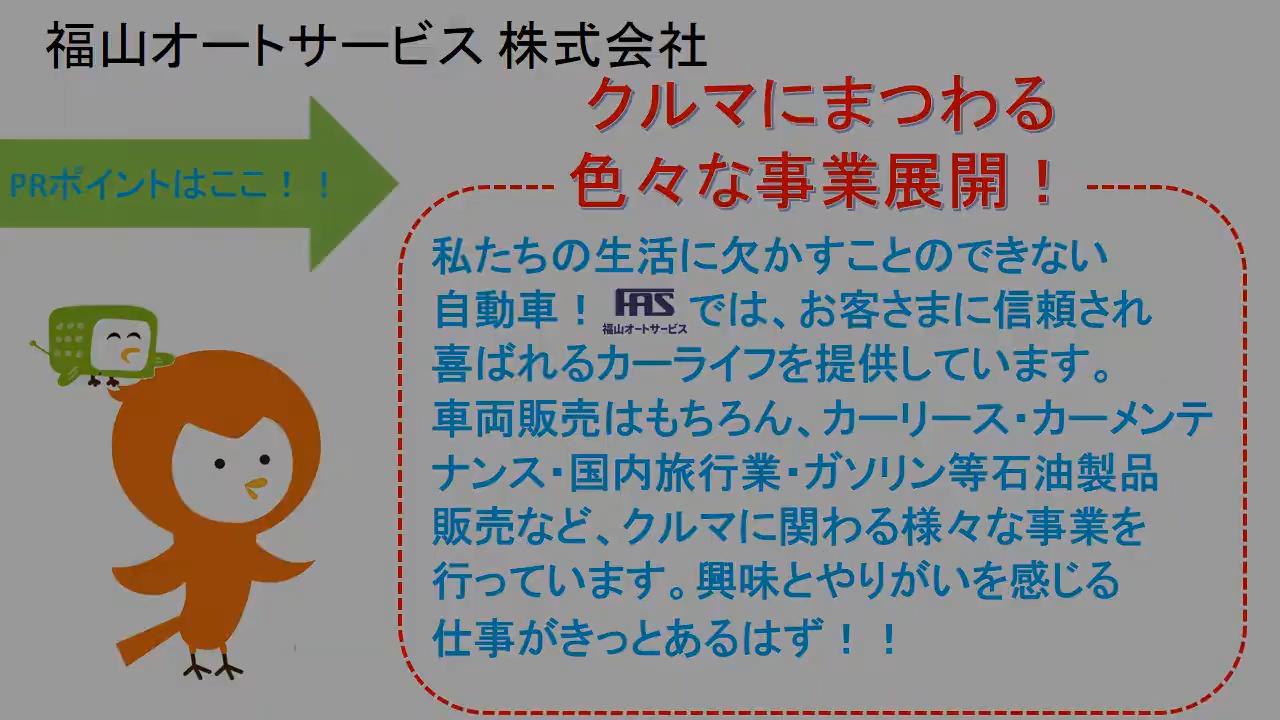 福山オートサービス 株式会社
PRポイントはここ！！
クルマにまつわる
色々な事業展開！
私たちの生活に欠かすことのできない
自動車！ FAS 福山オートサービス では、お客さまに信頼され
喜ばれるカーライフを提供しています。
車両販売はもちろん、カーリース・カーメンテ
ナンス・国内旅行業・ガソリン等石油製品
販売など、クルマに関わる様々な事業を
行っています。興味とやりがいを感じる
仕事がきっとあるはず！！